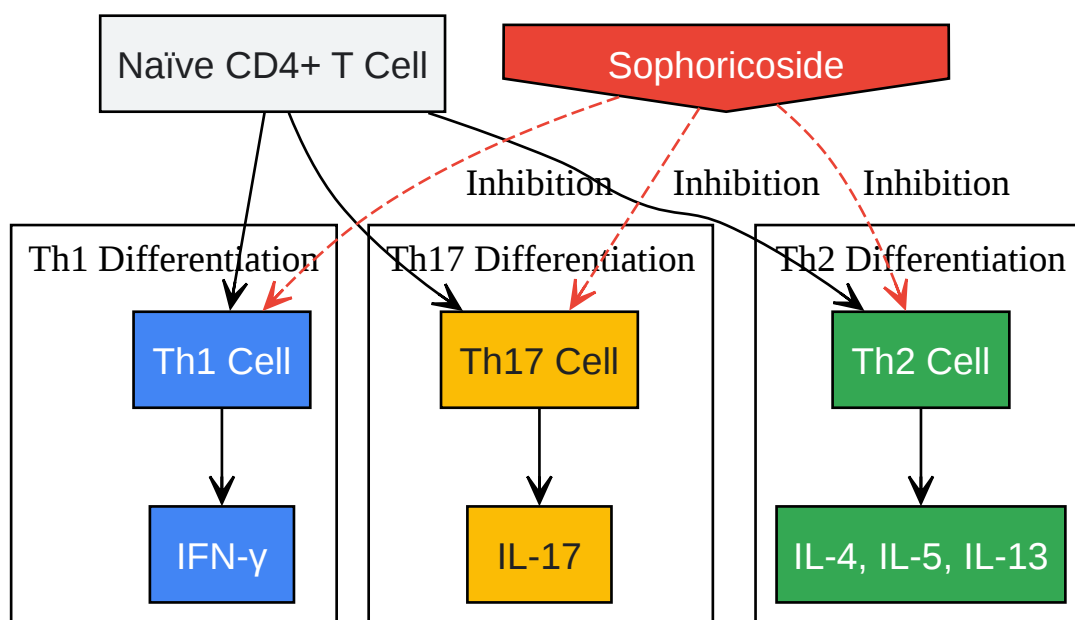 Naïve CD4+ T Cell
Sophoricoside
Inhibition
Inhibition
Inhibition
Th1 Differentiation
Th17 Differentiation
Th2 Differentiation
Th1 Cell
Th17 Cell
Th2 Cell
IFN-γ
IL-17
IL-4, IL-5, IL-13